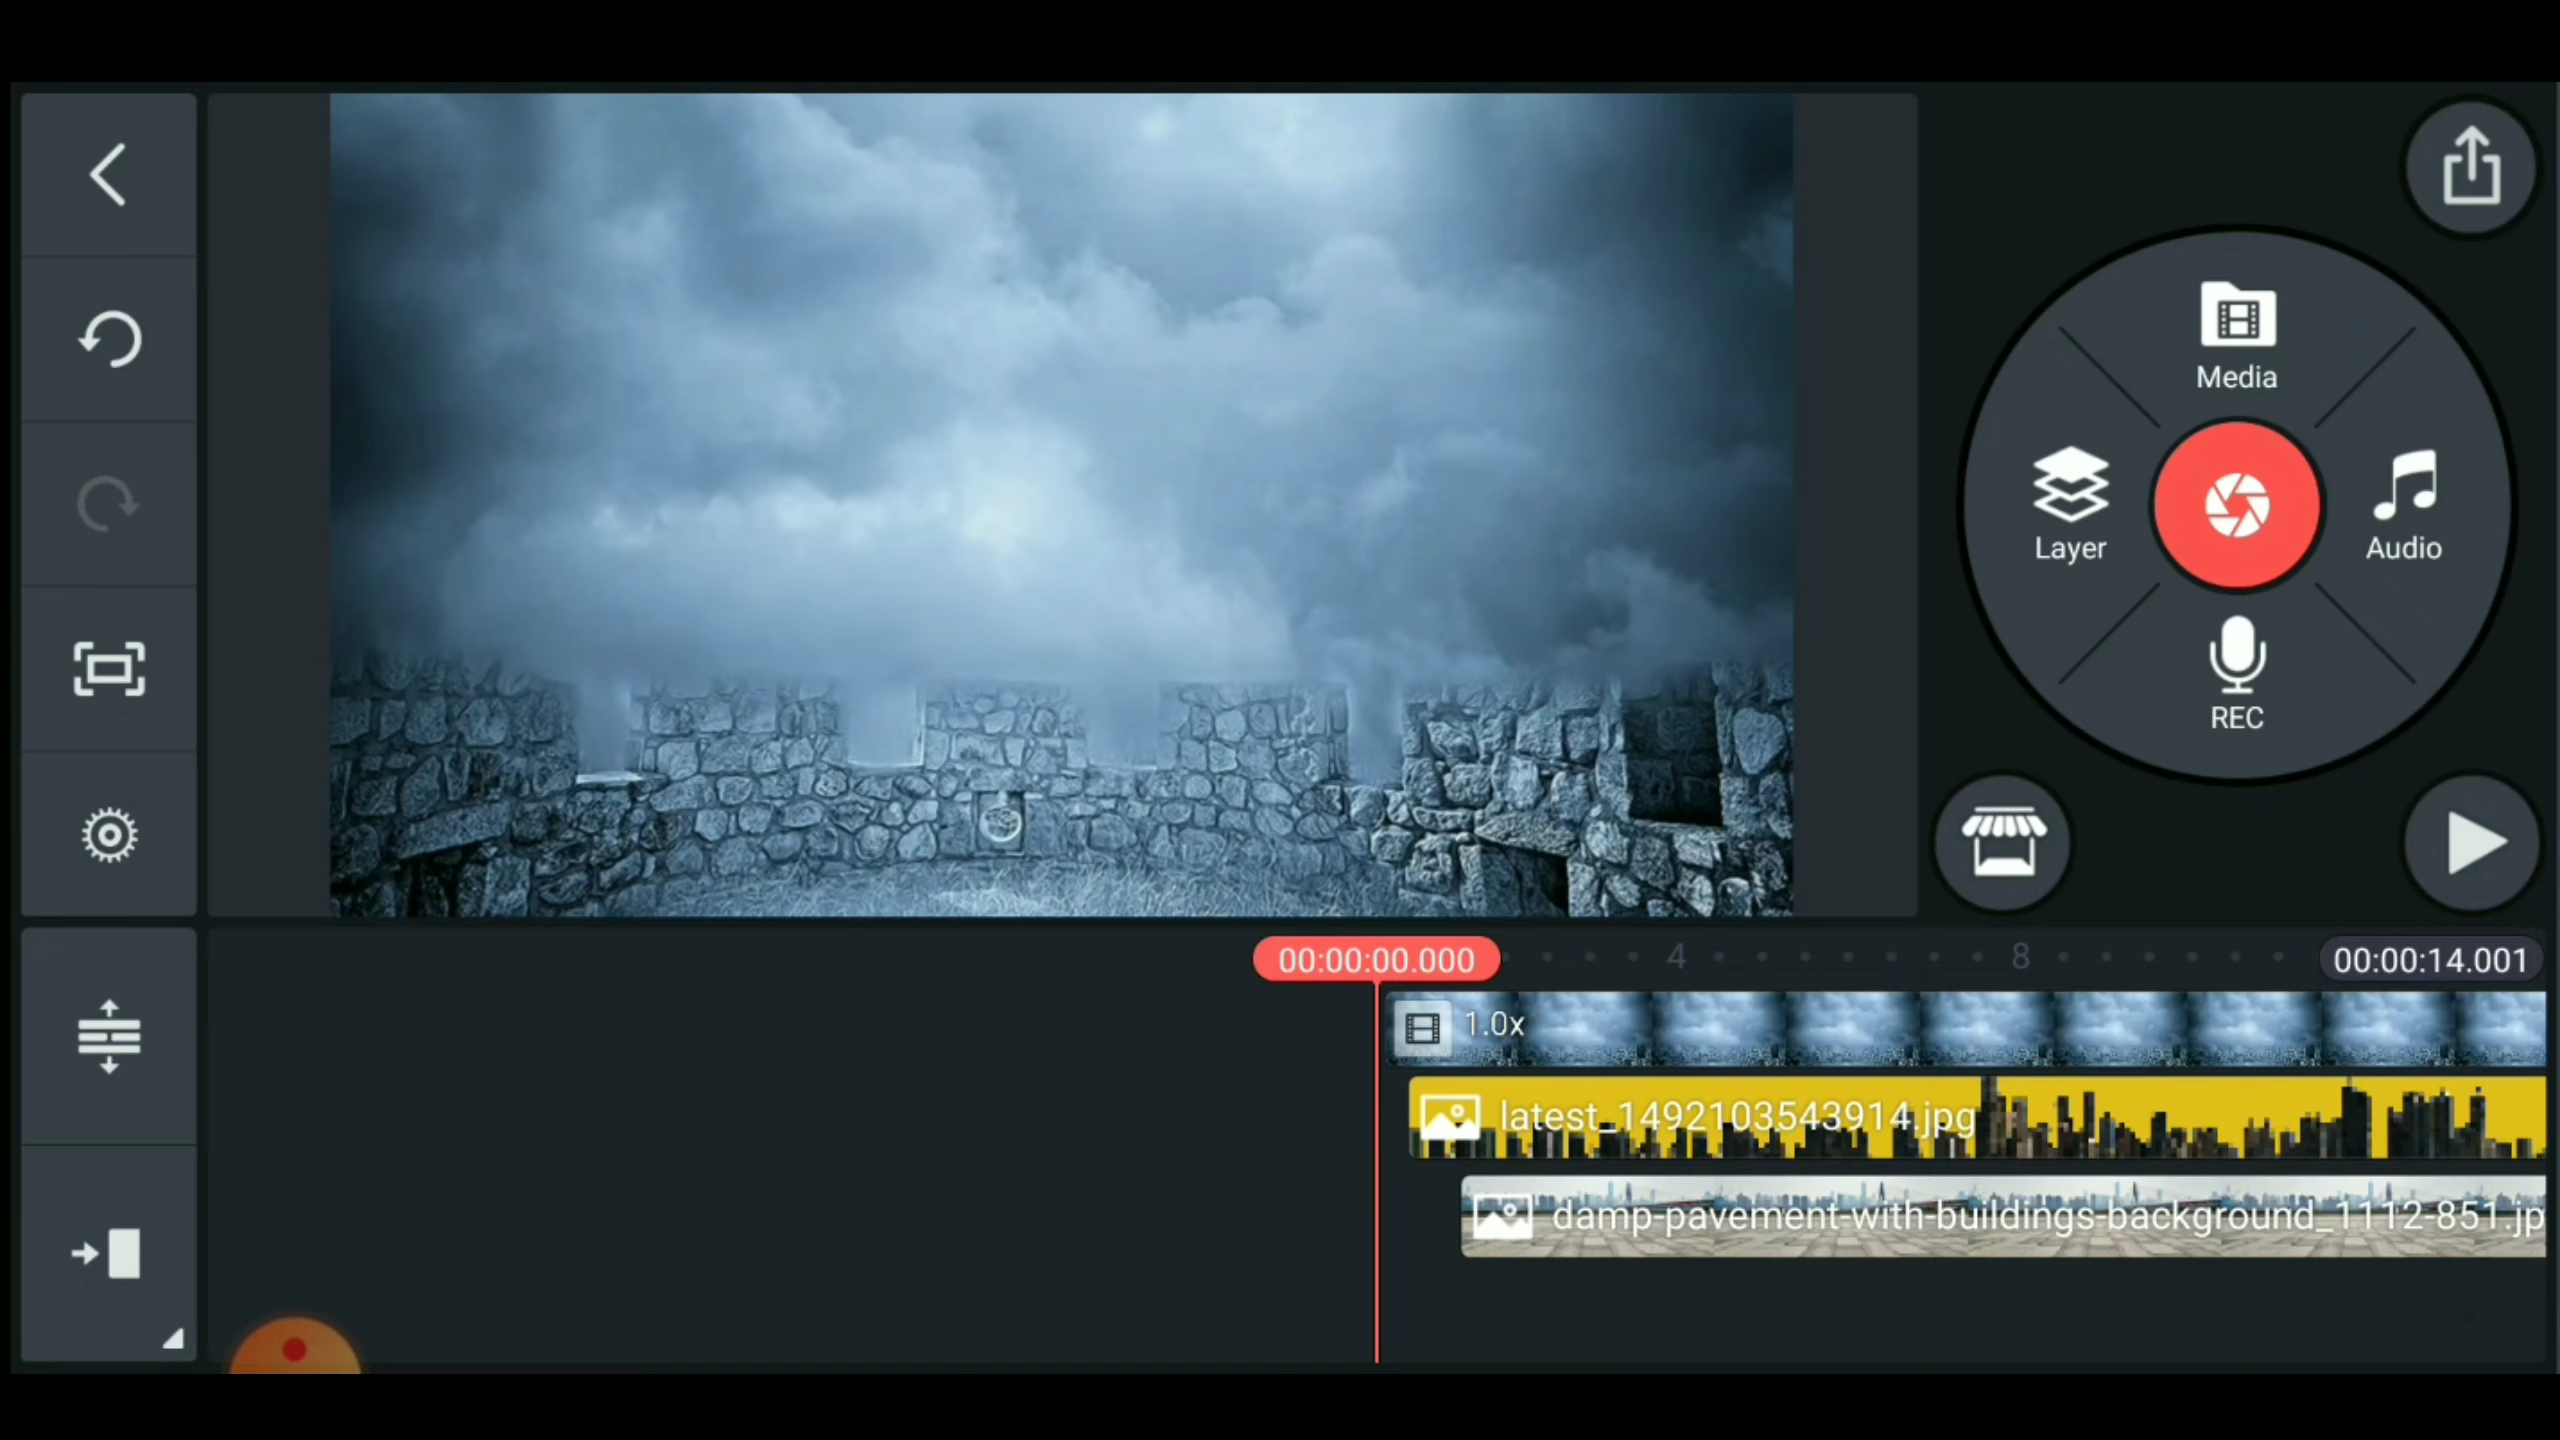 Media
Layer
Audio
REC
00:00:00.000
4
8
00:00:14.001
1.0x
latest_1492103543914.jpg
damp-pavement-with-buildings-background_1112-851.jp